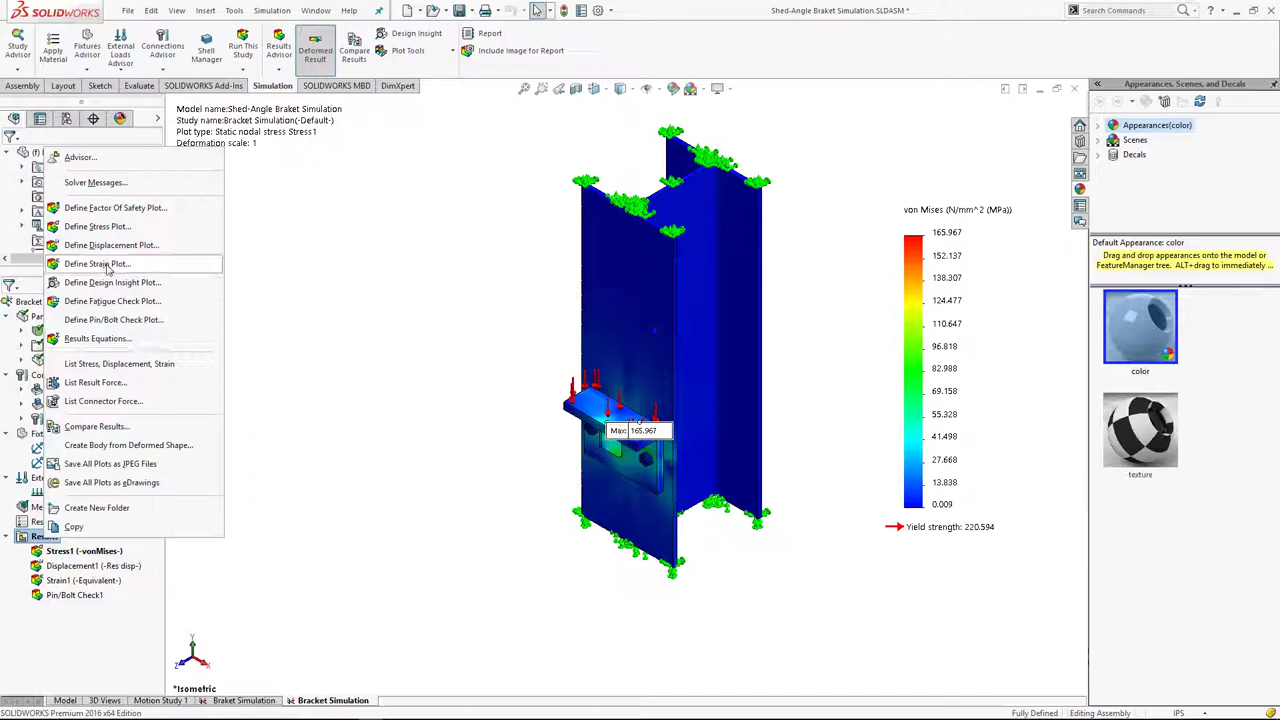 SOLIDWORKS
File Edit View Insert Tools Simulation Window Help
Shed-Angle Braket Simulation.SLDASM *
Search Commands
Study Advisor
Apply Material
Fixtures Advisor
External Loads Advisor
Connections Advisor
Shell Manager
Run This Study
Results Advisor
Deformed Result
Compare Results
Design Insight
Plot Tools
Report
Include Image for Report
Assembly Layout Sketch Evaluate SOLIDWORKS Add-Ins Simulation SOLIDWORKS MBD DimXpert
Model name:Shed-Angle Braket Simulation
Study name:Bracket Simulation(-Default-)
Plot type: Static nodal stress Stress1
Deformation scale: 1
Advisor...
Solver Messages...
Define Factor Of Safety Plot...
Define Stress Plot...
Define Displacement Plot...
Define Strain Plot...
Define Design Insight Plot...
Define Fatigue Check Plot...
Define Pin/Bolt Check Plot...
Results Equations...
List Stress, Displacement, Strain
List Result Force...
List Connector Force...
Compare Results...
Create Body from Deformed Shape...
Save All Plots as JPEG Files
Save All Plots as eDrawings
Create New Folder
Copy
Bracket
Par
Co
Fix
Exte
Me
Res
Resu
Stress1 (-vonMises-)
Displacement1 (-Res disp-)
Strain1 (-Equivalent-)
Pin/Bolt Check1
Max: 165.967
von Mises (N/mm^2 (MPa))
165.967
152.137
138.307
124.477
110.647
96.818
82.988
69.158
55.328
41.498
27.668
13.838
0.009
Yield strength: 220.594
Y
Z
X
*Isometric
Appearances, Scenes, and Decals
Appearances(color)
Scenes
Decals
Default Appearance: color
Drag and drop appearances onto the model or
FeatureManager tree. ALT+drag to immediately ...
color
texture
Model 3D Views Motion Study 1 Braket Simulation Bracket Simulation
SOLIDWORKS Premium 2016 x64 Edition
Fully Defined Editing Assembly IPS